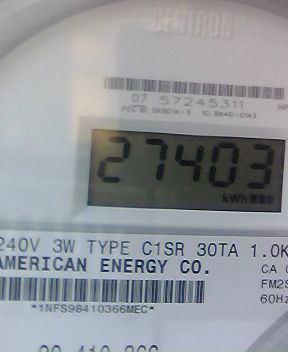 CENTRON
07 57245311
27403
kWh
240V 3W TYPE C1SR 30TA 1.0K
AMERICAN ENERGY CO.
CA
FM2S
60Hz
*1NFS98410366MEC*